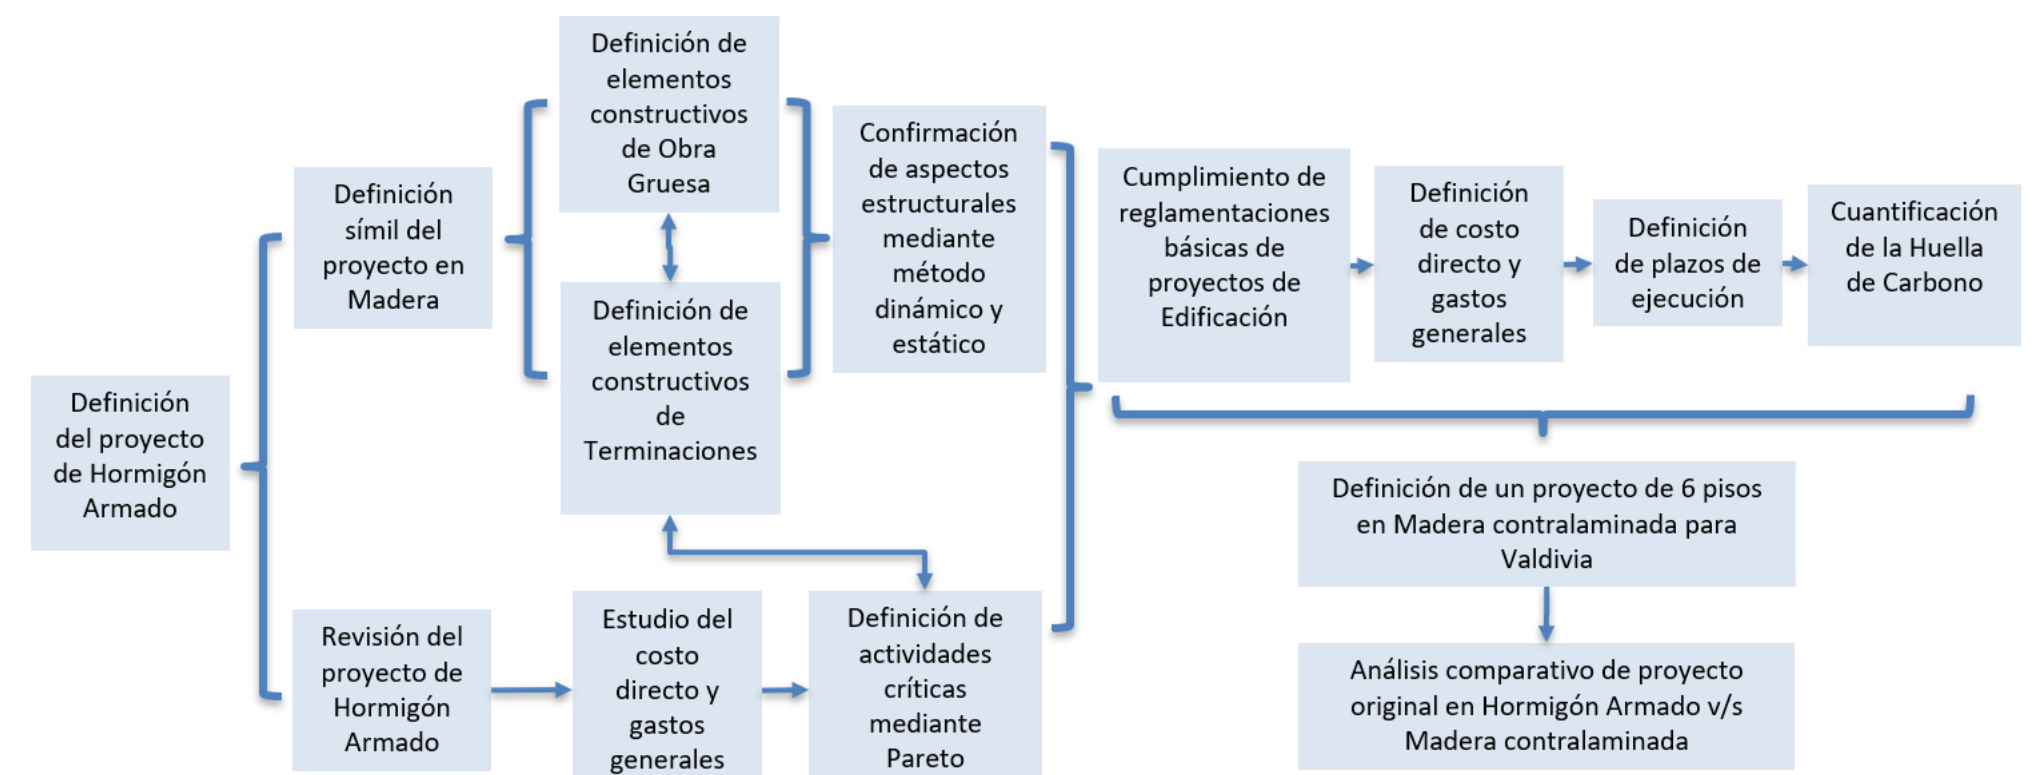 Definición
del proyecto
de Hormigón
Armado
Definición
símil del
proyecto en
Madera
Definición de
elementos
constructivos
de Obra
Gruesa
Definición de
elementos
constructivos
de
Terminaciones
Confirmación
de aspectos
estructurales
mediante
método
dinámico y
estático
Revisión del
proyecto de
Hormigón
Armado
Estudio del
costo
directo y
gastos
generales
Definición de
actividades
críticas
mediante
Pareto
Cumplimiento de
reglamentaciones
básicas de
proyectos de
Edificación
Definición
de costo
directo y
gastos
generales
Definición
de plazos de
ejecución
Cuantificación
de la Huella
de Carbono
Definición de un proyecto de 6 pisos
en Madera contralaminada para
Valdivia
Análisis comparativo de proyecto
original en Hormigón Armado v/s
Madera contralaminada